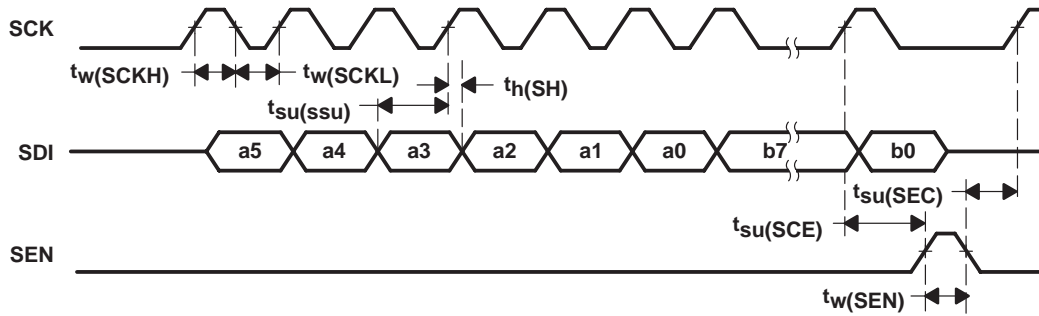 SCK
tw(SCKH)
tw(SCKL)
th(SH)
tsu(ssu)
SDI
a5 a4 a3 a2 a1 a0 b7 b0
tsu(SEC)
tsu(SCE)
SEN
tw(SEN)